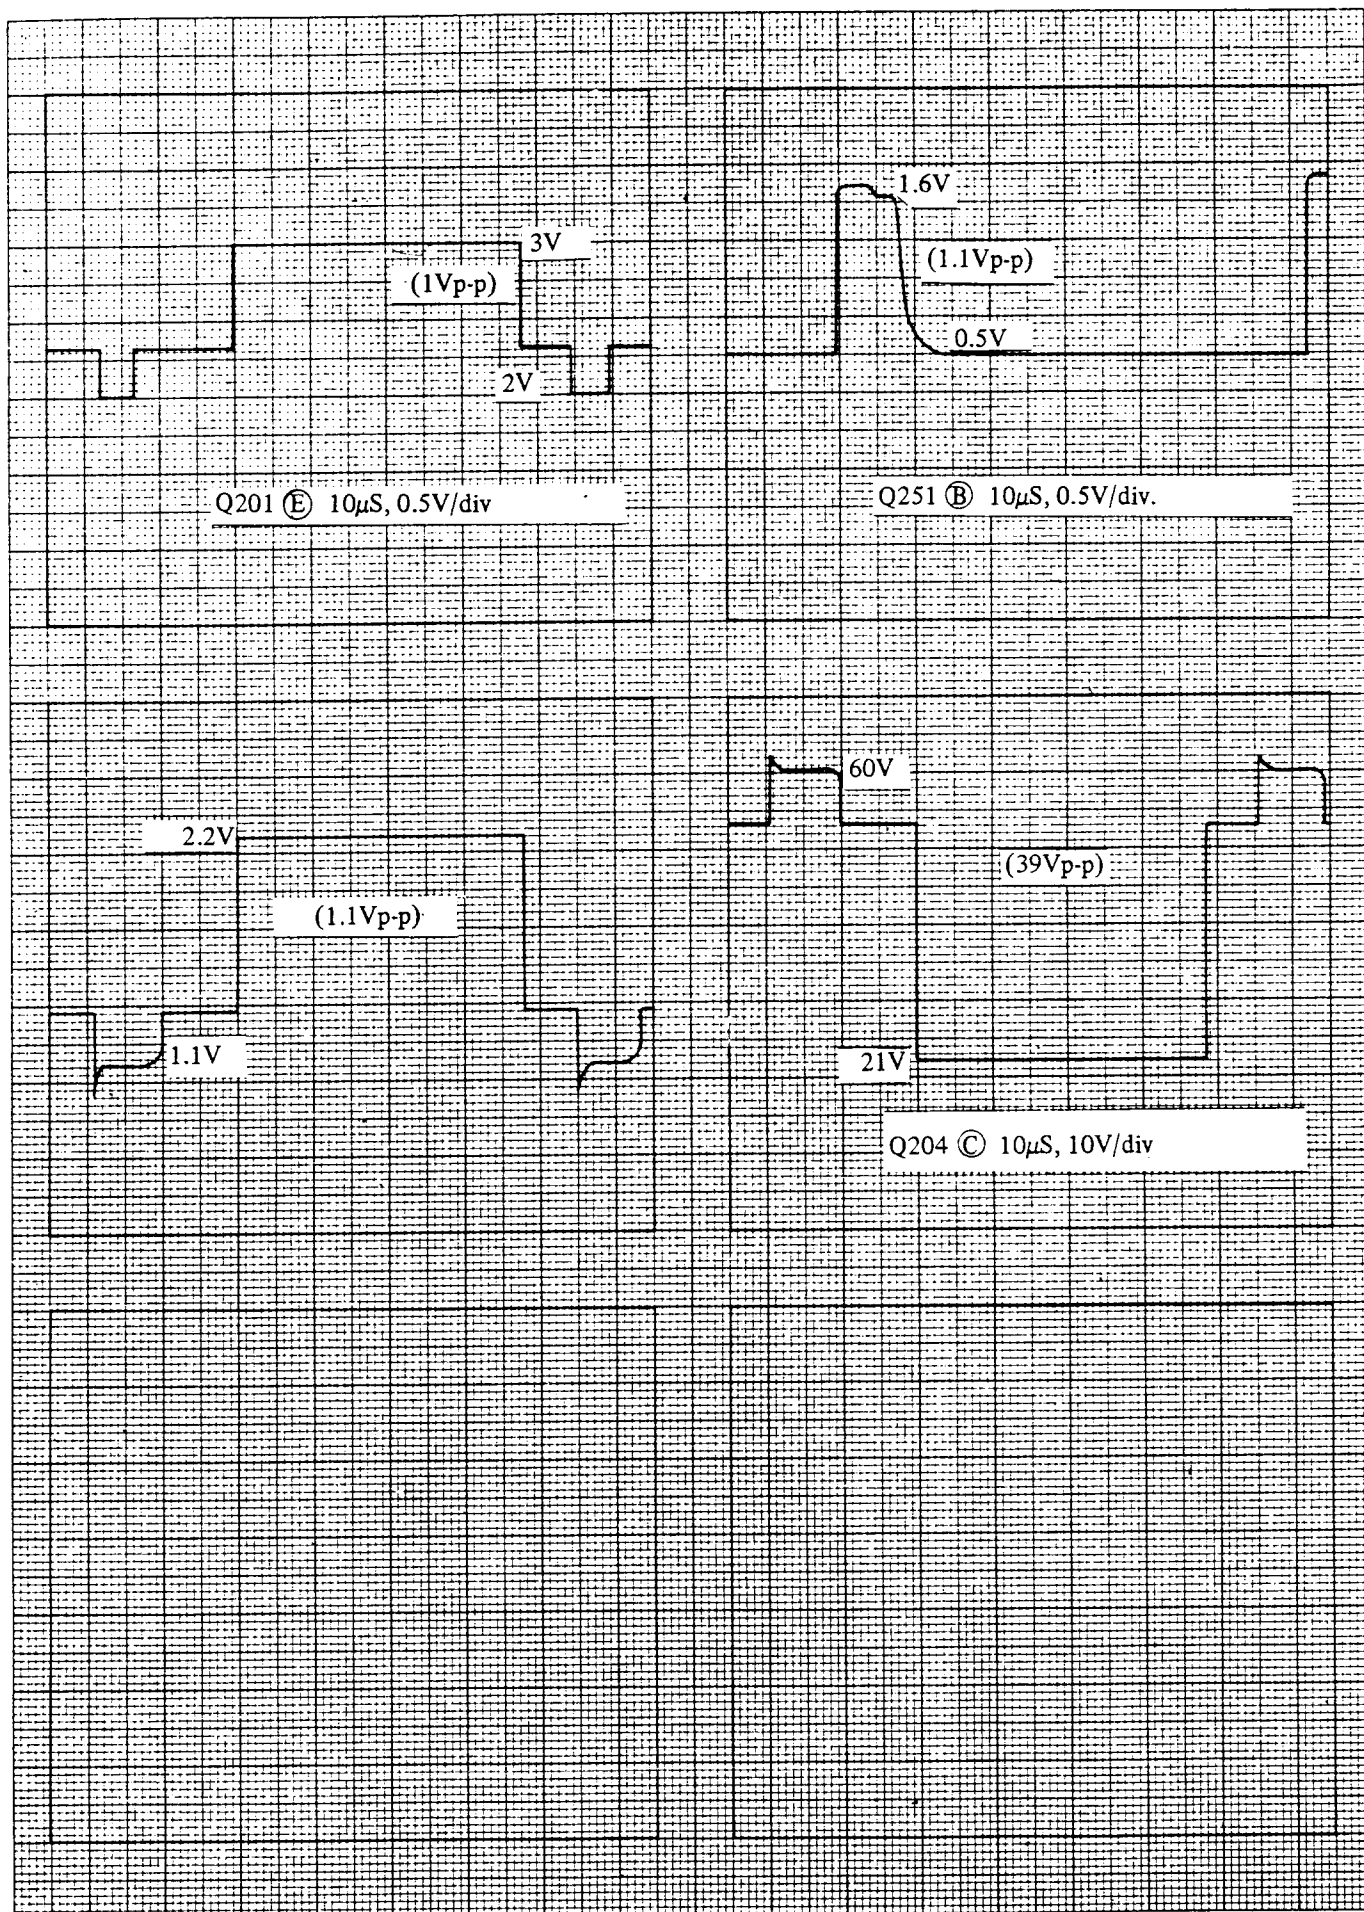 3V
(1Vp-p)
2V
Q201 Ⓔ 10μS, 0.5V/div
1.6V
(1.1Vp-p)
0.5V
Q251 Ⓑ 10μS, 0.5V/div.
2.2V
(1.1Vp-p)
1.1V
60V
(39Vp-p)
21V
Q204 Ⓒ 10μS, 10V/div